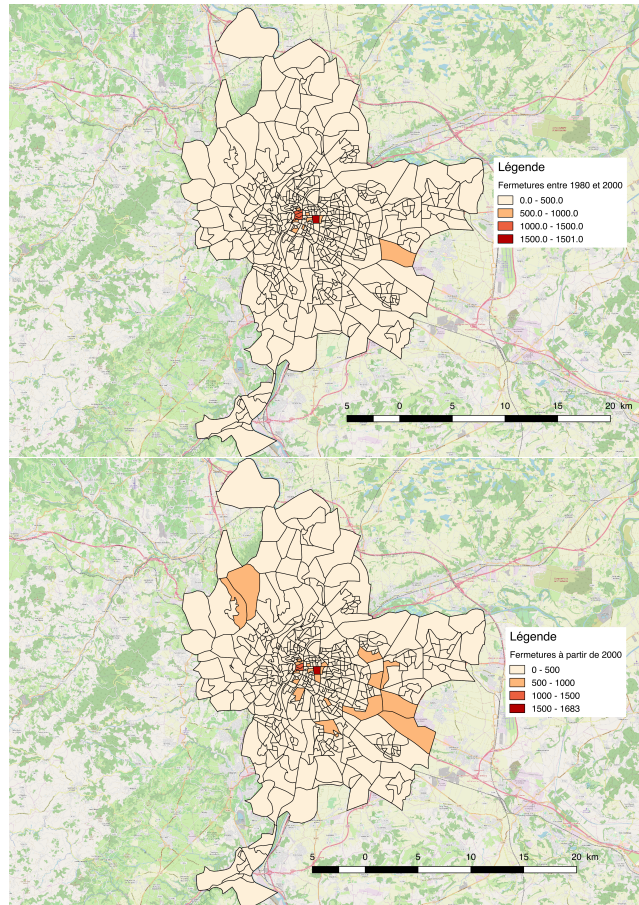 Légende
Fermetures entre 1980 et 2000
0.0 - 500.0
500.0 - 1000.0
1000.0 - 1500.0
1500.0 - 1501.0
5 0 5 10 15 20 km
Légende
Fermetures à partir de 2000
0 - 500
500 - 1000
1000 - 1500
1500 - 1683
5 0 5 10 15 20 km